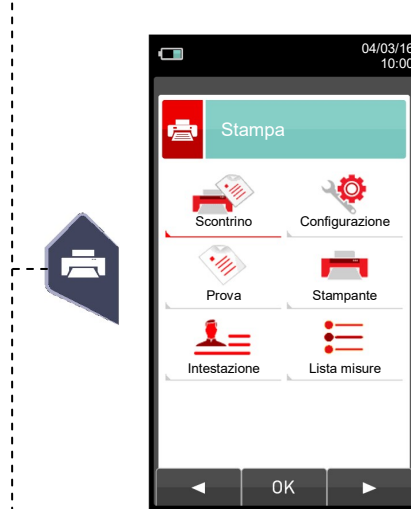 04/03/16
10:00
Stampa
Scontrino
Configurazione
Prova
Stampante
Intestazione
Lista misure
OK